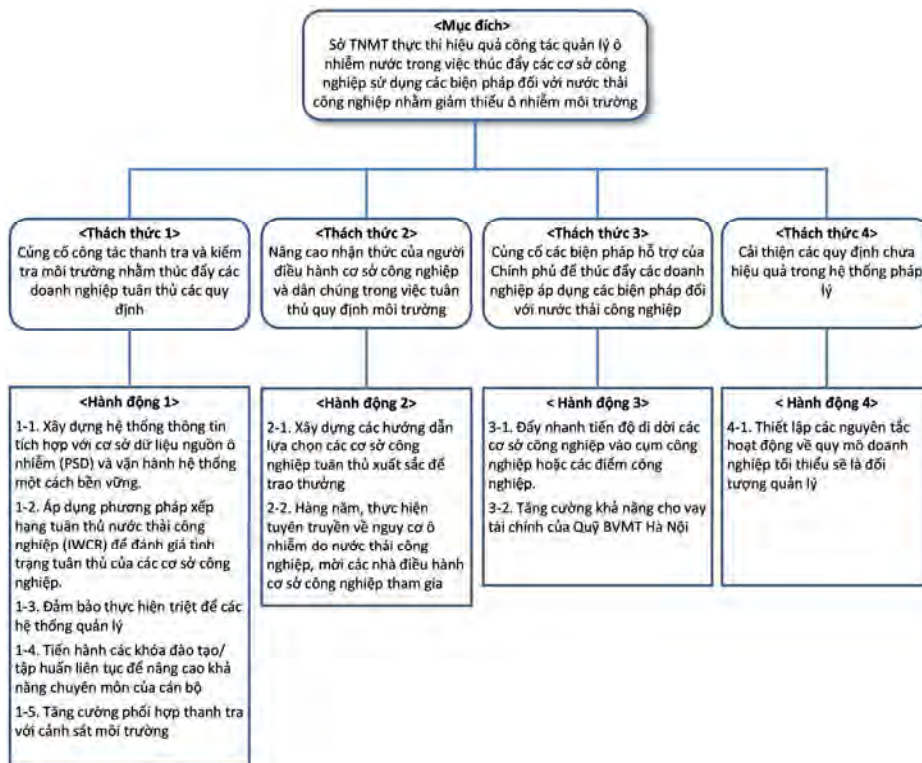 <Mục đích>
Sở TNMT thực thi hiệu quả công tác quản lý ô
nhiễm nước trong việc thúc đẩy các cơ sở công
nghiệp sử dụng các biện pháp đối với nước thải
công nghiệp nhằm giảm thiểu ô nhiễm môi trường
<Thách thức 1>
Củng cố công tác thanh tra và kiểm
tra môi trường nhằm thúc đẩy các
doanh nghiệp tuân thủ các quy
định
<Thách thức 2>
Nâng cao nhận thức của người
điều hành cơ sở công nghiệp
và dân chúng trong việc tuân
thủ quy định môi trường
<Thách thức 3>
Củng cố các biện pháp hỗ trợ của
Chính phủ để thúc đẩy các doanh
nghiệp áp dụng các biện pháp đối
với nước thải công nghiệp
<Thách thức 4>
Cải thiện các quy định chưa
hiệu quả trong hệ thống pháp
lý
<Hành động 1>
1-1. Xây dựng hệ thống thông tin
tích hợp với cơ sở dữ liệu nguồn ô
nhiễm (PSD) và vận hành hệ thống
một cách bền vững.
1-2. Áp dụng phương pháp xếp
hạng tuân thủ nước thải công
nghiệp (IWCR) để đánh giá tình
trạng tuân thủ của các cơ sở công
nghiệp.
1-3. Đảm bảo thực hiện triệt để các
hệ thống quản lý
1-4. Tiến hành các khóa đào tạo/
tập huấn liên tục để nâng cao khả
năng chuyên môn của cán bộ
1-5. Tăng cường phối hợp thanh tra
với cảnh sát môi trường
<Hành động 2>
2-1. Xây dựng các hướng dẫn
lựa chọn các cơ sở công
nghiệp tuân thủ xuất sắc để
trao thưởng
2-2. Hàng năm, thực hiện
tuyên truyền về nguy cơ ô
nhiễm do nước thải công
nghiệp, mời các nhà điều hành
cơ sở công nghiệp tham gia
< Hành động 3>
3-1. Đẩy nhanh tiến độ di dời các
cơ sở công nghiệp vào cụm công
nghiệp hoặc các điểm công
nghiệp.
3-2. Tăng cường khả năng cho vay
tài chính của Quỹ BVMT Hà Nội
< Hành động 4>
4-1. Thiết lập các nguyên tắc
hoạt động về quy mô doanh
nghiệp tối thiểu sẽ là đối
tượng quản lý